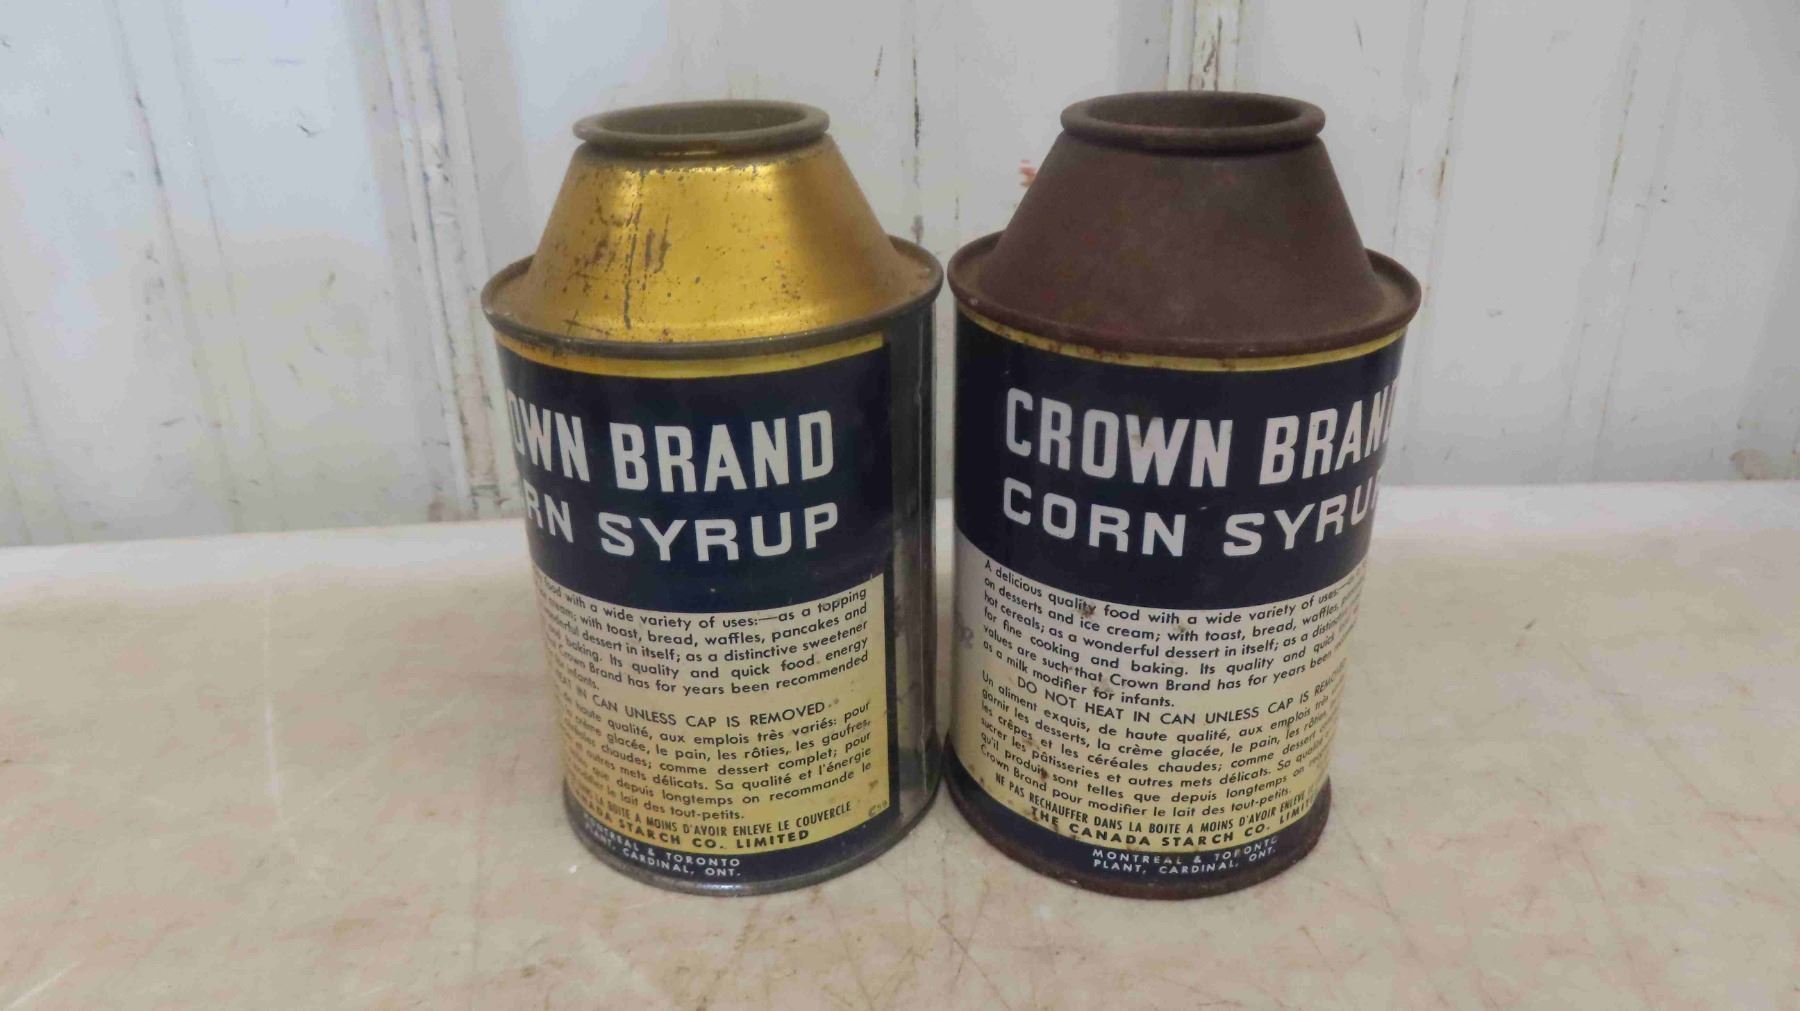 OWN BRAND
RN SYRUP
food with a wide variety of uses:—as a topping
cream; with toast, bread, waffles, pancakes and
dessert in itself; as a distinctive sweetener
baking. Its quality and quick food energy
Crown Brand has for years been recommended
infants.
HEAT IN CAN UNLESS CAP IS REMOVED
de haute qualité, aux emplois très variés: pour
crème glacée, le pain, les rôties, les gaufres,
chaudes; comme dessert complet; pour
et autres mets délicats. Sa qualité et l'énergie
que depuis longtemps on recommande le
le lait des tout-petits.
LA BOITE A MOINS D'AVOIR ENLEVE LE COUVERCLE
STARCH CO. LIMITED
MONTREAL & TORONTO
PLANT, CARDINAL, ONT.
CROWN BRAND
CORN SYRUP
A delicious quality food with a wide variety of uses:
on desserts and ice cream; with toast, bread, waffles,
hot cereals; as a wonderful dessert in itself; as a
for fine cooking and baking. Its quality and quick
values are such that Crown Brand has for years been
as a milk modifier for infants.
DO NOT HEAT IN CAN UNLESS CAP IS
Un aliment exquis, de haute qualité, aux emplois très
garnir les desserts, la crème glacée, le pain, les rôties,
les crêpes et les céréales chaudes; comme dessert
sucrer les pâtisseries et autres mets délicats. Sa
qu'il produit sont telles que depuis longtemps on
Crown Brand pour modifier le lait des tout-petits.
NE PAS RECHAUFFER DANS LA BOITE A MOINS D'AVOIR ENLEVE
THE CANADA STARCH CO.
MONTREAL & TORONTO
PLANT, CARDINAL, ONT.